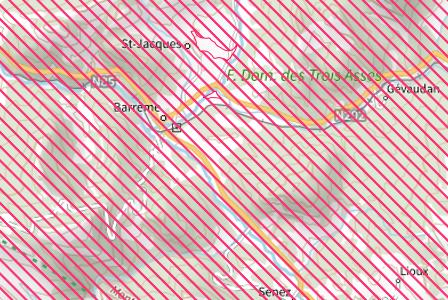 St-Jacques
F. Dom. des Trois Asses
N85
Gévaudan
Barrême
N202
Lioux
Senez